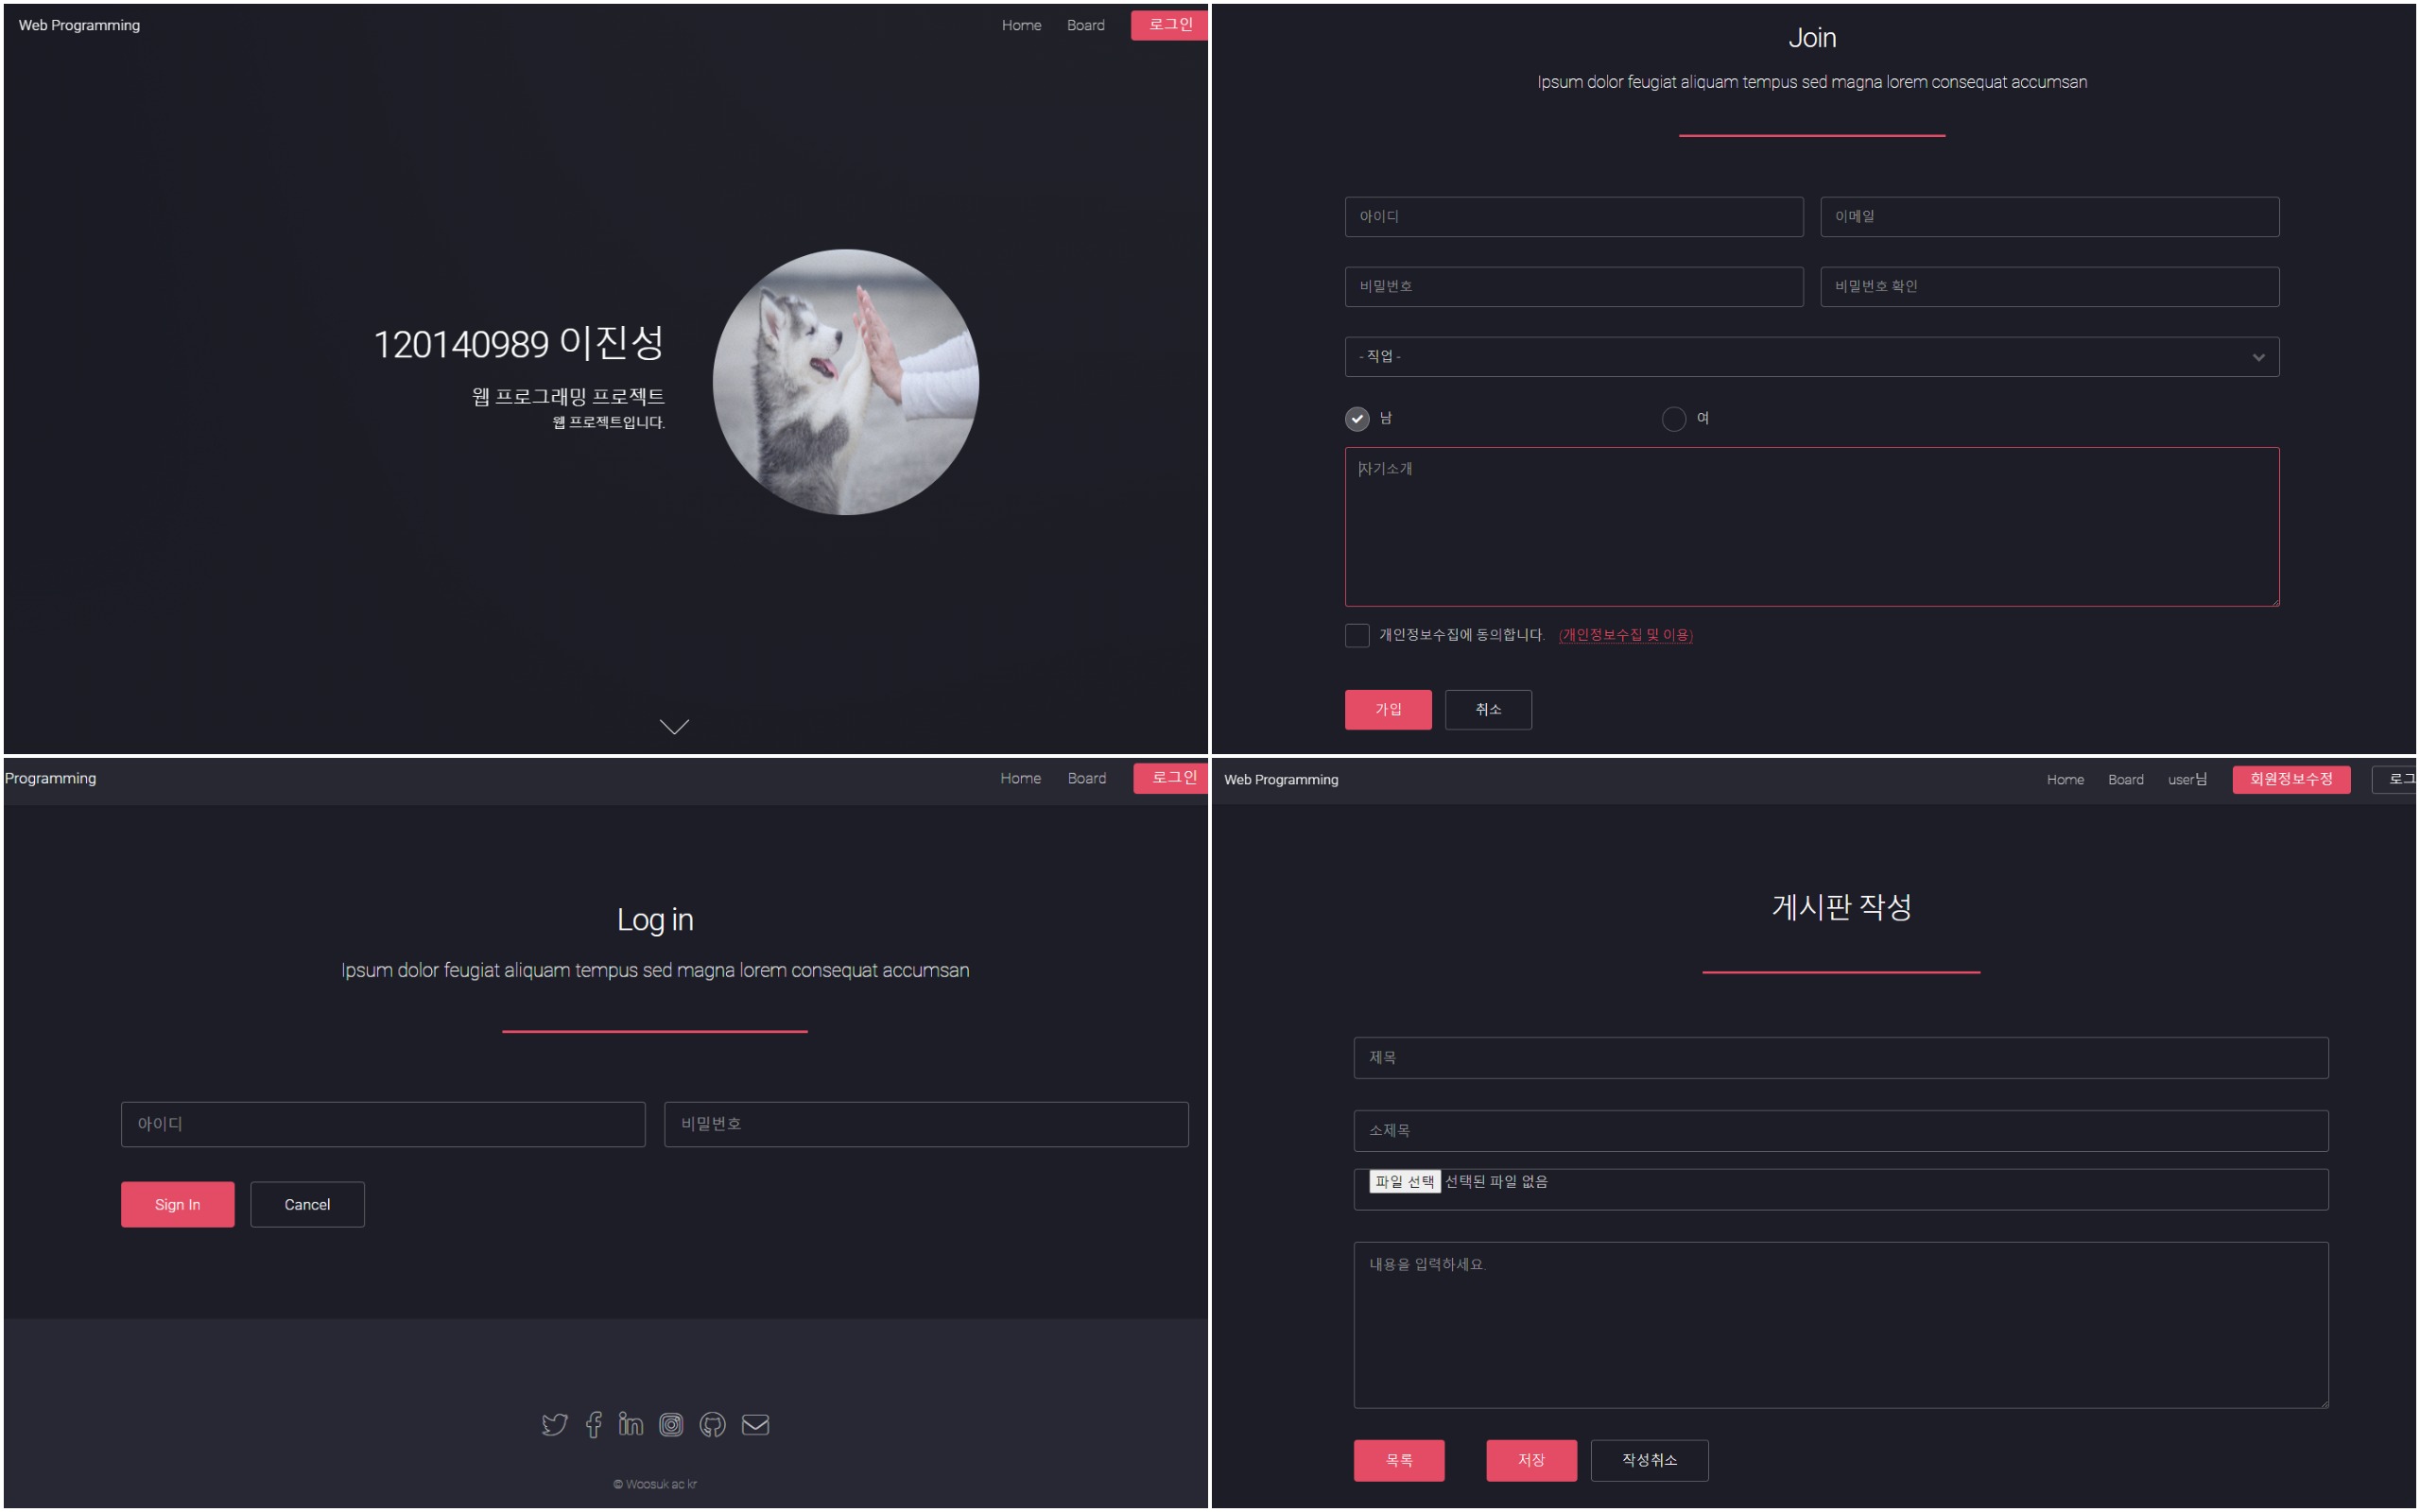 Web Programming
Home Board 로그인
120140989 이진성
웹 프로그래밍 프로젝트
웹 프로젝트입니다.
Join
Ipsum dolor feugiat aliquam tempus sed magna lorem consequat accumsan
아이디 이메일
비밀번호 비밀번호 확인
- 직업 -
남 여
자기소개
개인정보수집에 동의합니다. (개인정보수집 및 이용)
가입 취소
Programming
Home Board 로그인
Log in
Ipsum dolor feugiat aliquam tempus sed magna lorem consequat accumsan
아이디 비밀번호
Sign In Cancel
© Woosuk ac kr
Web Programming
Home Board user님 회원정보수정 로그
게시판 작성
제목
소제목
파일 선택 선택된 파일 없음
내용을 입력하세요.
목록 저장 작성취소